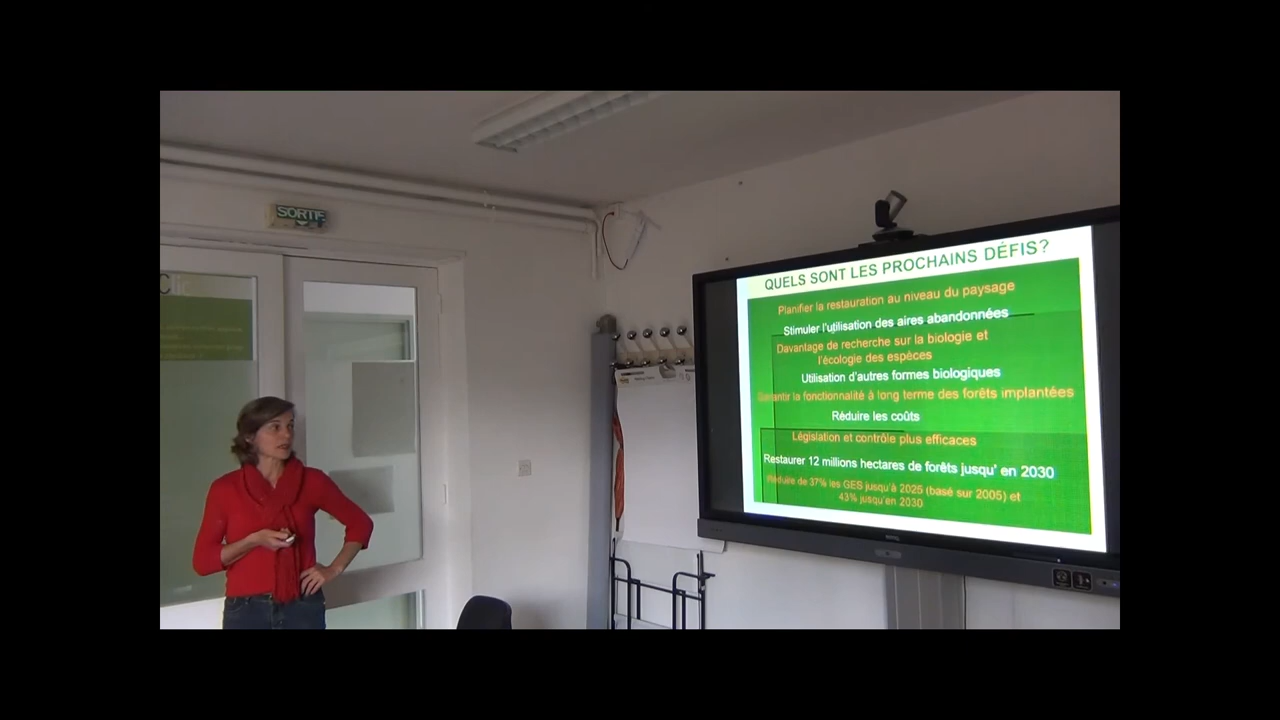 SORTIE
QUELS SONT LES PROCHAINS DÉFIS?
Planifier la restauration au niveau du paysage
Stimuler l'utilisation des aires abandonnées
Davantage de recherche sur la biologie et
l'écologie des espèces
Utilisation d'autres formes biologiques
Garantir la fonctionnalité à long terme des forêts implantées
Réduire les coûts
Législation et contrôle plus efficaces
Restaurer 12 millions hectares de forêts jusqu' en 2030
Réduire de 37% les GES jusqu'à 2025 (basé sur 2005) et
43% jusqu'en 2030
BENQ